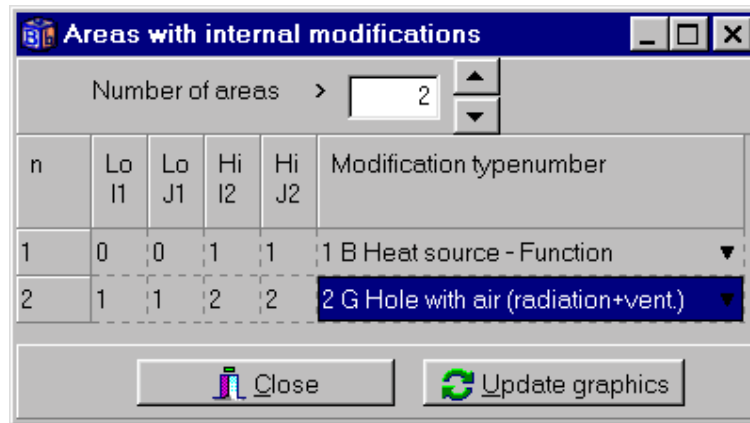 Areas with internal modifications
Number of areas > 2
n Lo I1 Lo J1 Hi I2 Hi J2 Modification typenumber
1 0 0 1 1 1 B Heat source - Function
2 1 1 2 2 2 G Hole with air (radiation+vent.)
Close Update graphics